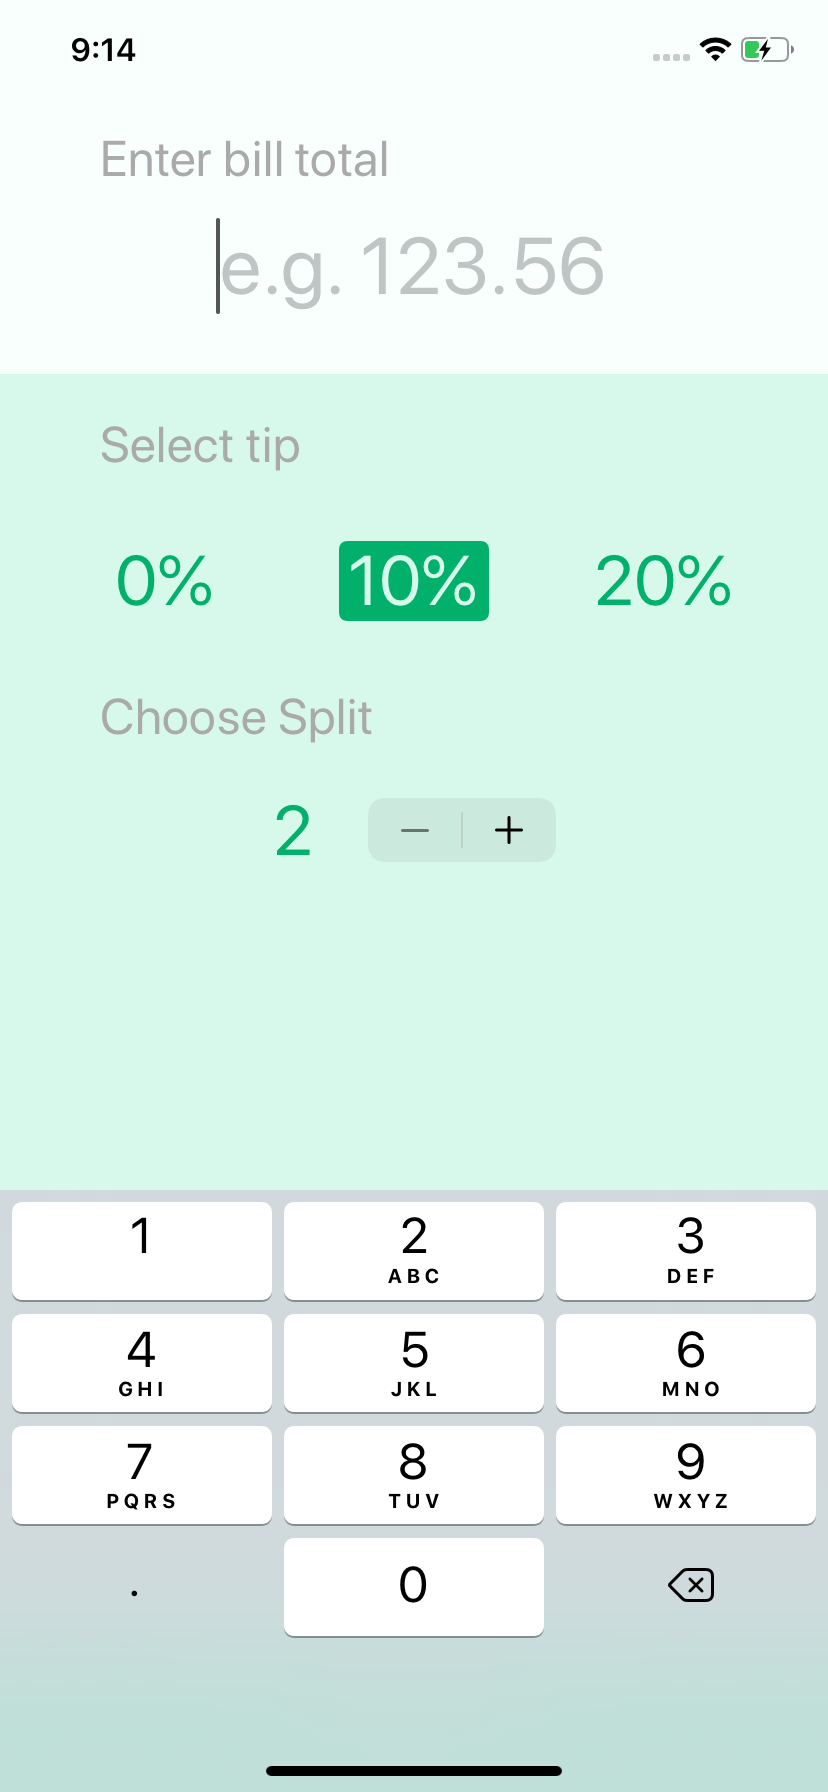 9:14
Enter bill total
e.g. 123.56
Select tip
0% 10% 20%
Choose Split
2 − +
1 2 3
ABC DEF
4 5 6
GHI JKL MNO
7 8 9
PQRS TUV WXYZ
. 0